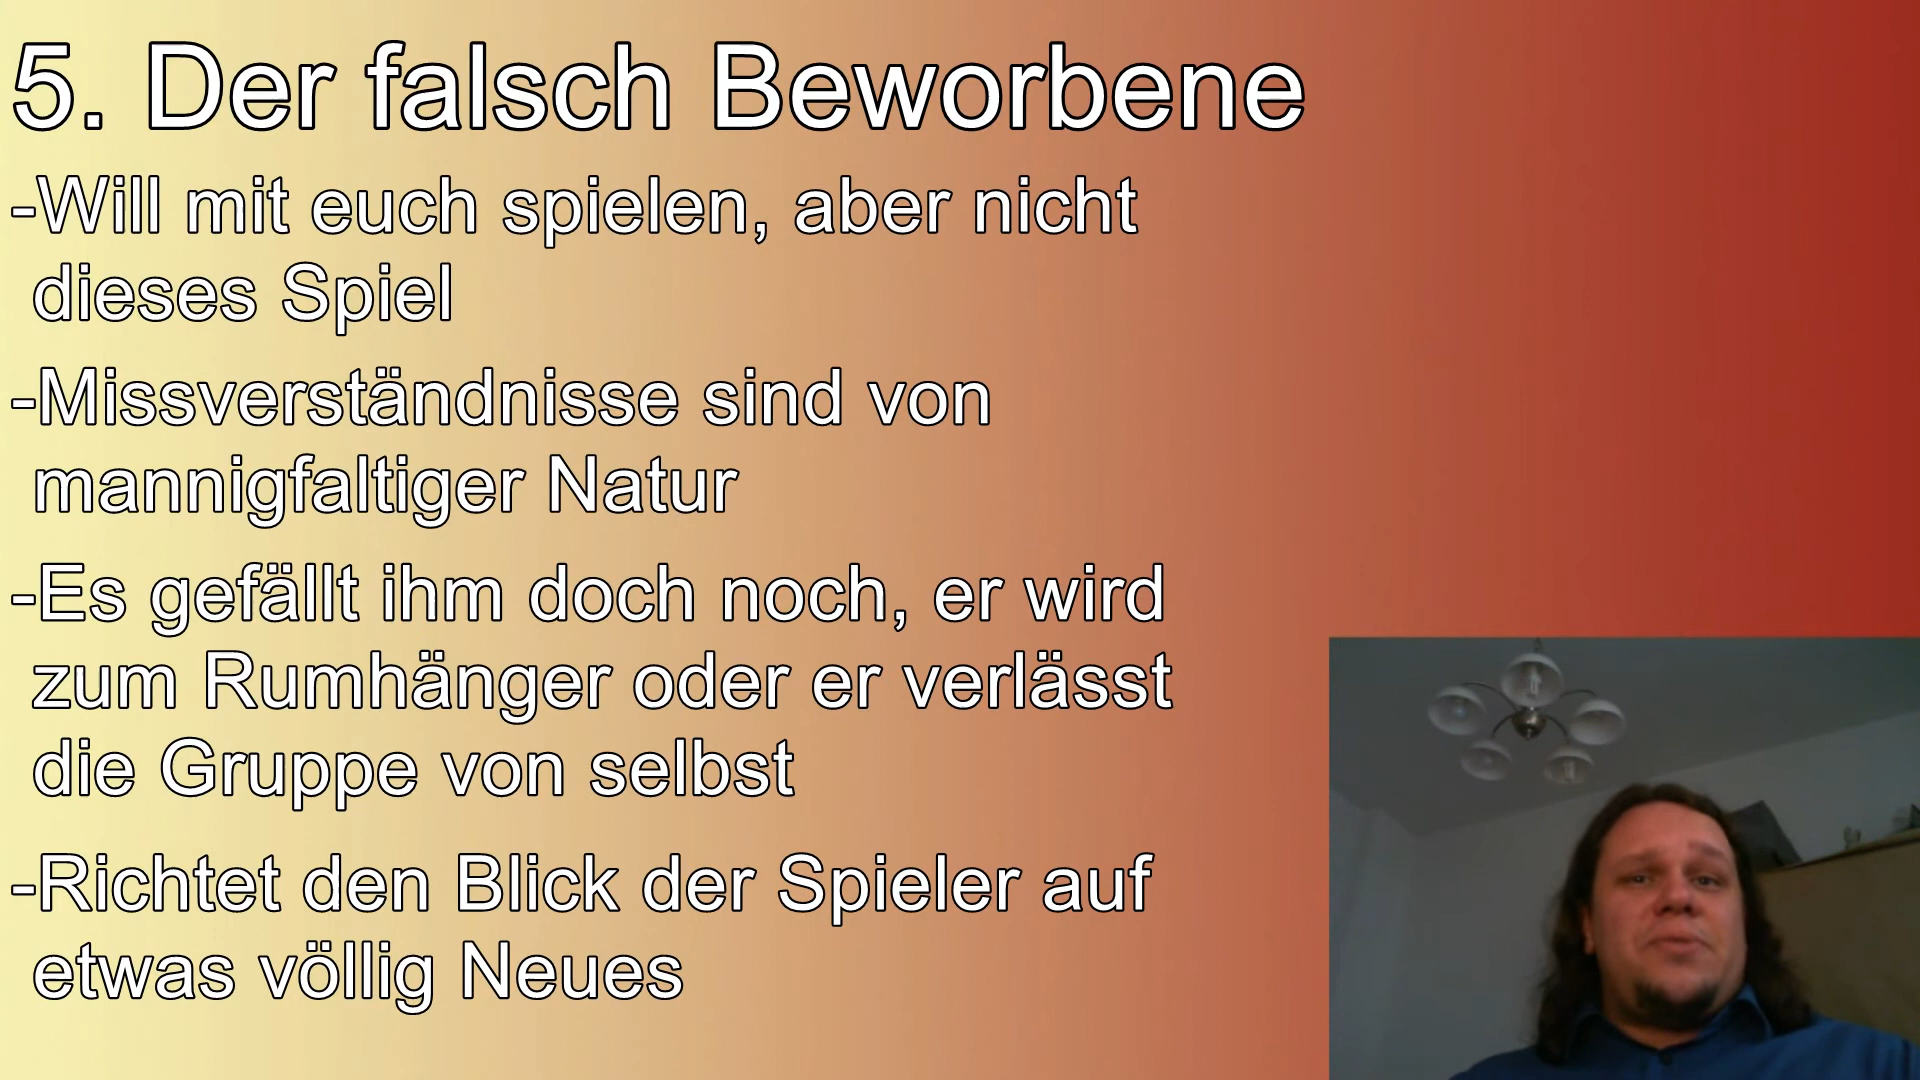 5. Der falsch Beworbene
-Will mit euch spielen, aber nicht
dieses Spiel
-Missverständnisse sind von
mannigfaltiger Natur
-Es gefällt ihm doch noch, er wird
zum Rumhänger oder er verlässt
die Gruppe von selbst
-Richtet den Blick der Spieler auf
etwas völlig Neues